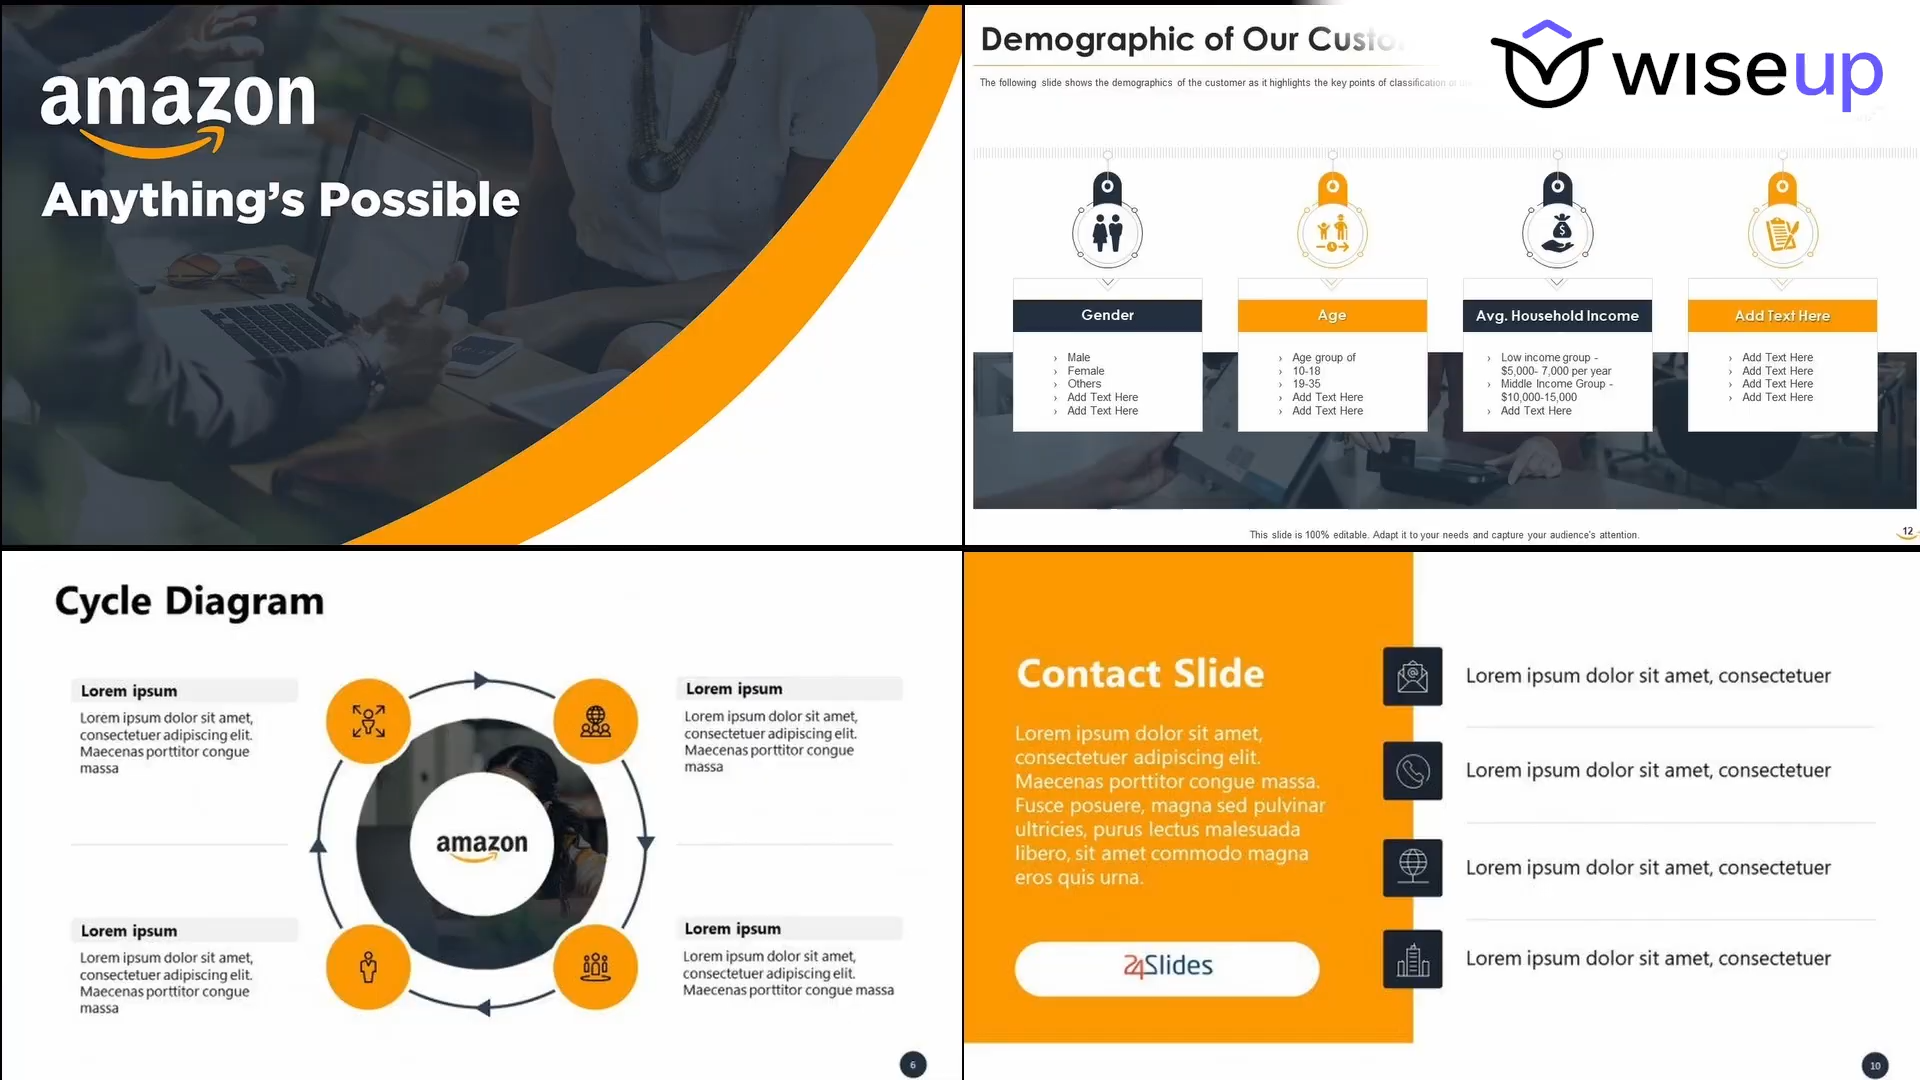 amazon
Anything's Possible
Demographic of Our Custo
wiseup
The following slide shows the demographics of the customer as it highlights the key points of classification
Gender
Male
Female
Others
Add Text Here
Add Text Here
Age
Age group of
10-18
19-35
Add Text Here
Add Text Here
Avg. Household Income
Low income group -
$5,000- 7,000 per year
Middle Income Group -
$10,000-15,000
Add Text Here
Add Text Here
Add Text Here
Add Text Here
Add Text Here
Add Text Here
This slide is 100% editable. Adapt it to your needs and capture your audience's attention.
12
Cycle Diagram
Lorem ipsum
Lorem ipsum dolor sit amet,
consectetuer adipiscing elit.
Maecenas porttitor congue
massa
Lorem ipsum
Lorem ipsum dolor sit amet,
consectetuer adipiscing elit.
Maecenas porttitor congue
massa
amazon
Lorem ipsum
Lorem ipsum dolor sit amet,
consectetuer adipiscing elit.
Maecenas porttitor congue
massa
Lorem ipsum
Lorem ipsum dolor sit amet,
consectetuer adipiscing elit.
Maecenas porttitor congue massa
6
Contact Slide
Lorem ipsum dolor sit amet,
consectetuer adipiscing elit.
Maecenas porttitor congue massa.
Fusce posuere, magna sed pulvinar
ultricies, purus lectus malesuada
libero, sit amet commodo magna
eros quis urna.
24Slides
Lorem ipsum dolor sit amet, consectetuer
Lorem ipsum dolor sit amet, consectetuer
Lorem ipsum dolor sit amet, consectetuer
Lorem ipsum dolor sit amet, consectetuer
10